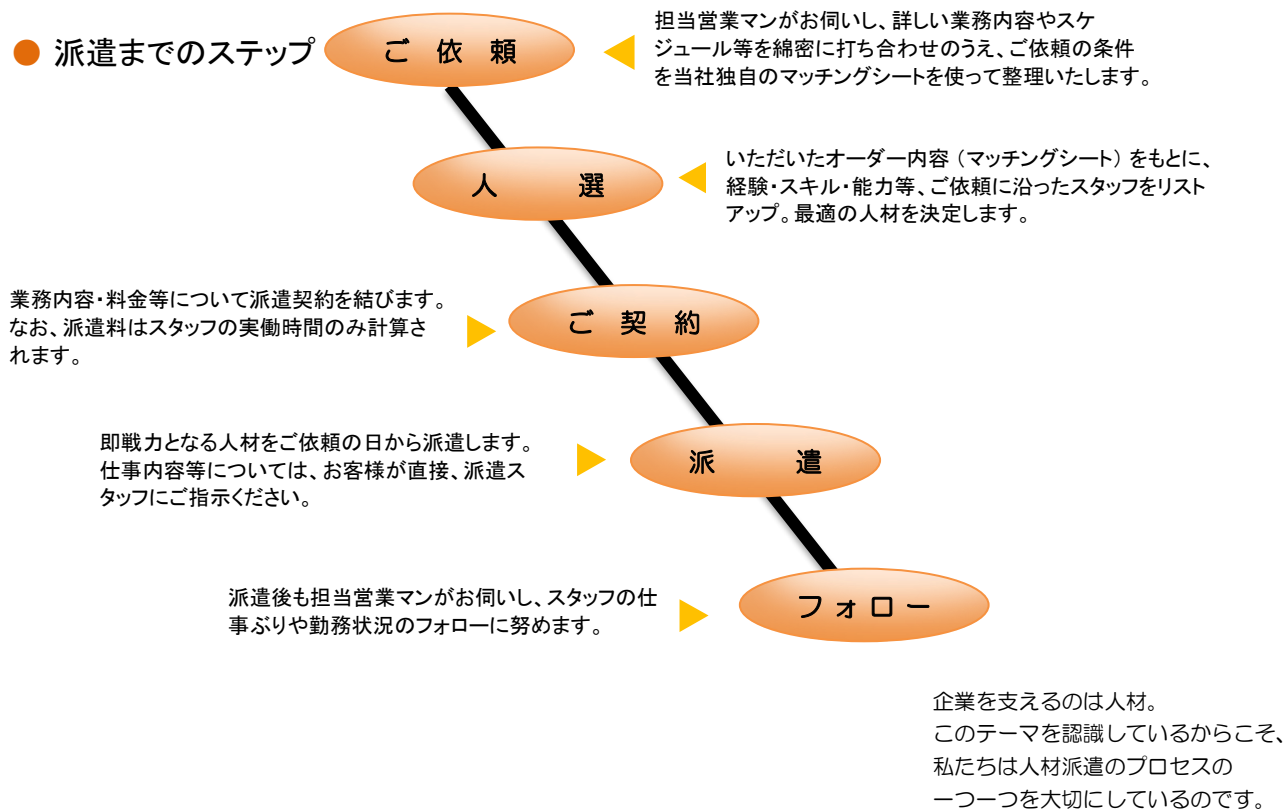 ● 派遣までのステップ
ご依頼
担当営業マンがお伺いし、詳しい業務内容やスケ
ジュール等を綿密に打ち合わせのうえ、ご依頼の条件
を当社独自のマッチングシートを使って整理いたします。
人選
いただいたオーダー内容（マッチングシート）をもとに、
経験・スキル・能力等、ご依頼に沿ったスタッフをリスト
アップ。最適の人材を決定します。
業務内容・料金等について派遣契約を結びます。
なお、派遣料はスタッフの実働時間のみ計算さ
れます。
ご契約
即戦力となる人材をご依頼の日から派遣します。
仕事内容等については、お客様が直接、派遣ス
タッフにご指示ください。
派遣
派遣後も担当営業マンがお伺いし、スタッフの仕
事ぶりや勤務状況のフォローに努めます。
フォロー
企業を支えるのは人材。
このテーマを認識しているからこそ、
私たちは人材派遣のプロセスの
一つ一つを大切にしているのです。